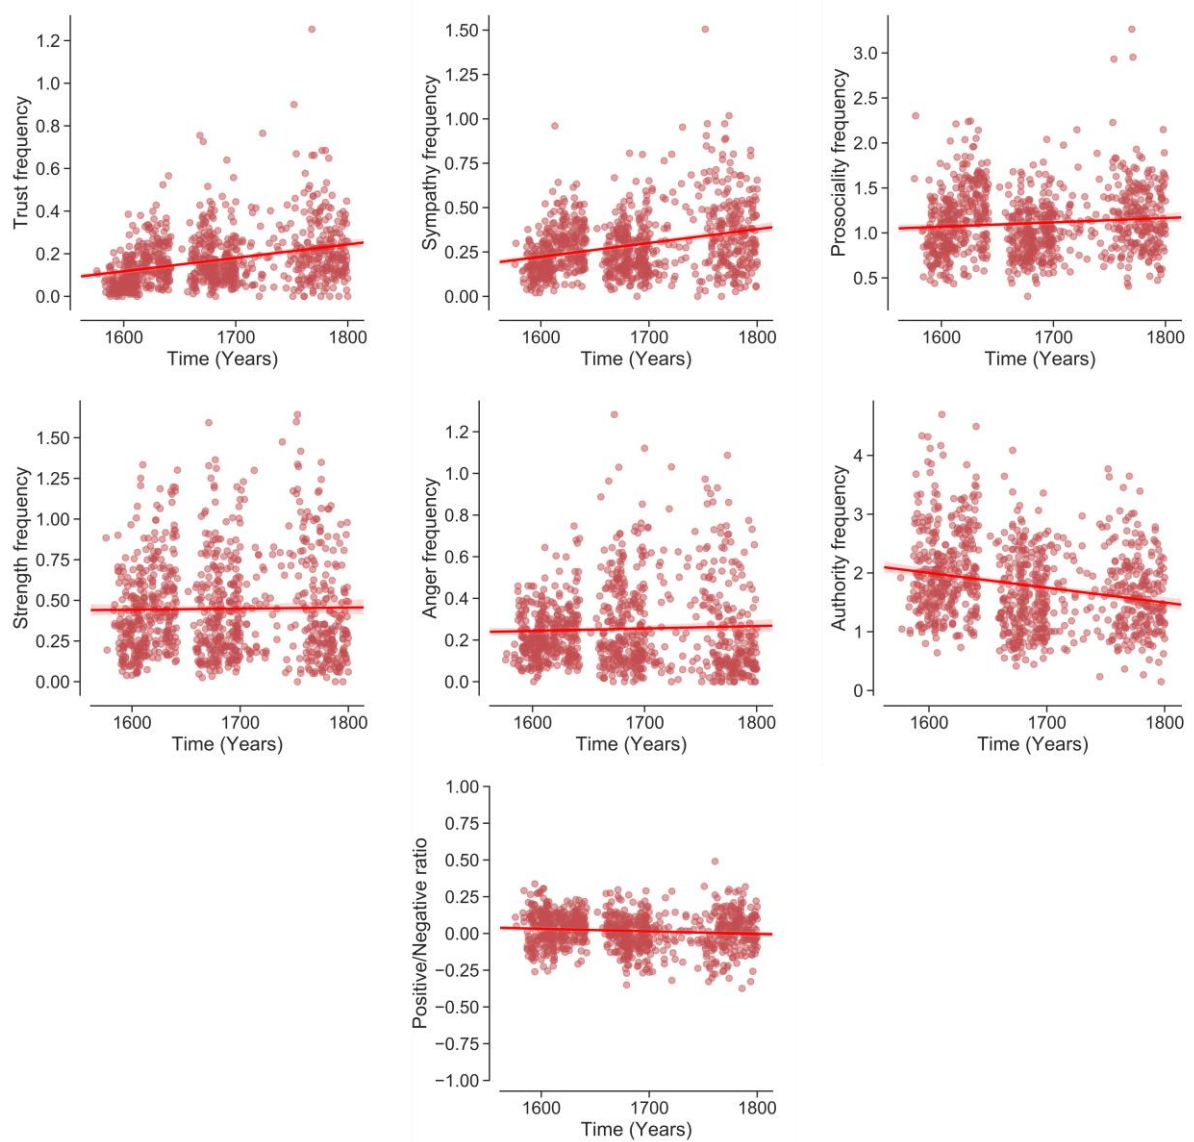 Trust frequency
1.2
1.0
0.8
0.6
0.4
0.2
0.0
1600 1700 1800
Time (Years)
Sympathy frequency
1.50
1.25
1.00
0.75
0.50
0.25
0.00
1600 1700 1800
Time (Years)
Prosociality frequency
3.0
2.5
2.0
1.5
1.0
0.5
1600 1700 1800
Time (Years)
Strength frequency
1.50
1.25
1.00
0.75
0.50
0.25
0.00
1600 1700 1800
Time (Years)
Anger frequency
1.2
1.0
0.8
0.6
0.4
0.2
0.0
1600 1700 1800
Time (Years)
Authority frequency
4
3
2
1
0
1600 1700 1800
Time (Years)
Positive/Negative ratio
1.00
0.75
0.50
0.25
0.00
−0.25
−0.50
−0.75
−1.00
1600 1700 1800
Time (Years)